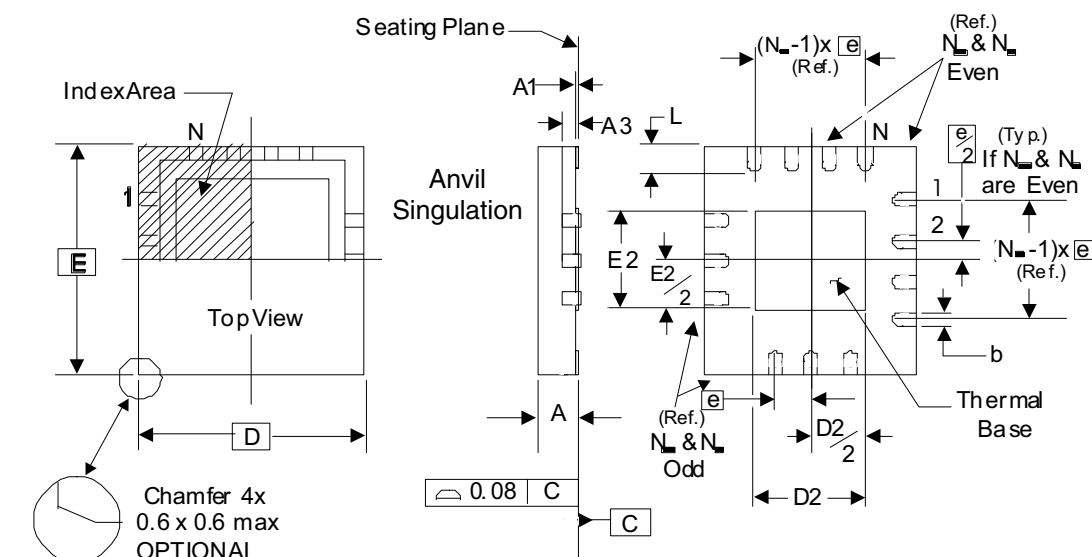 Seating Plane
Index Area
N
1
E
Top View
D
Chamfer 4x
0.6 x 0.6 max
OPTIONAL
Anvil
Singulation
A1
A3
A
0.08 C
C
L
(N -1)x e
(Ref.)
(Ref.)
N & N
Even
N
e/2
(Typ.)
If N & N
are Even
1
2
(N -1)x e
(Ref.)
b
E2
E2/2
e
(Ref.)
N & N
Odd
D2/2
D2
Thermal
Base